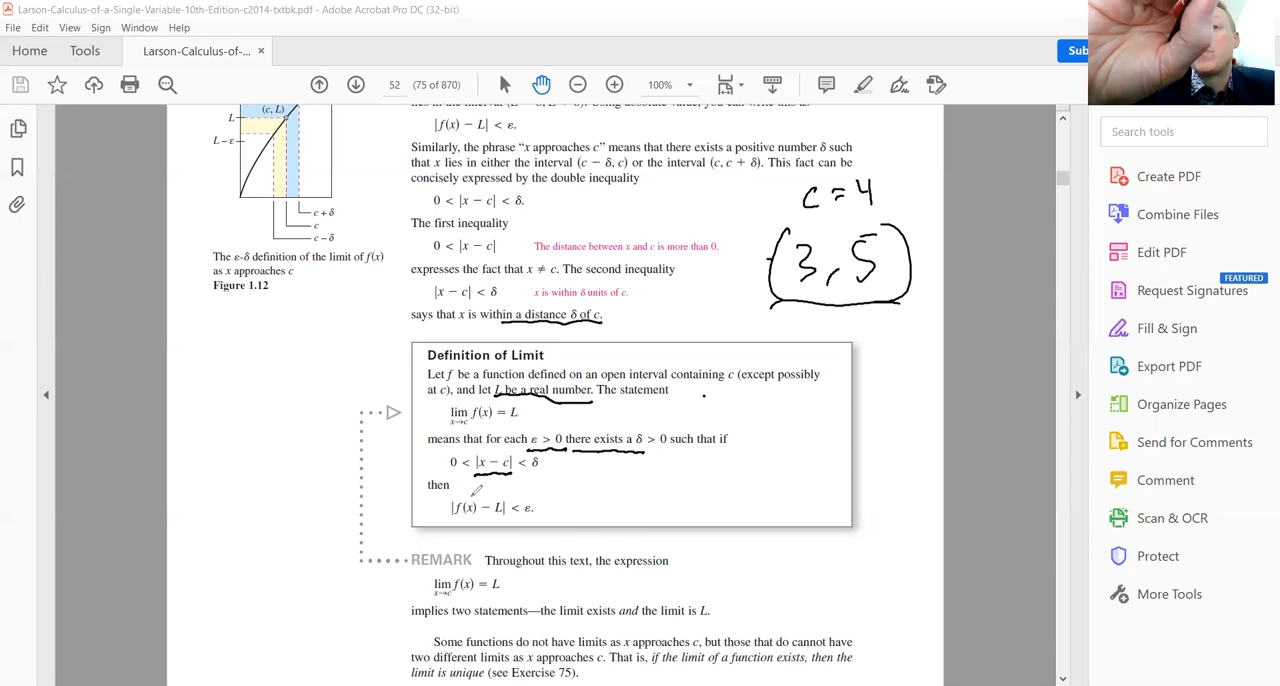 Larson-Calculus-of-a-Single-Variable-10th-Edition-c2014-txtbk.pdf - Adobe Acrobat Pro DC (32-bit)
File Edit View Sign Window Help
Home Tools Larson-Calculus-of-... × Sub
52 (75 of 870) 100%
Search tools
(c, L)
L
L − ε
c + δ
c
c − δ
The ε-δ definition of the limit of f(x)
as x approaches c
Figure 1.12
|f(x) − L| < ε.
Similarly, the phrase “x approaches c” means that there exists a positive number δ such
that x lies in either the interval (c − δ, c) or the interval (c, c + δ). This fact can be
concisely expressed by the double inequality
0 < |x − c| < δ.
The first inequality
0 < |x − c| The distance between x and c is more than 0.
expresses the fact that x ≠ c. The second inequality
|x − c| < δ x is within δ units of c.
says that x is within a distance δ of c.
c = 4
(3, 5)
Definition of Limit
Let f be a function defined on an open interval containing c (except possibly
at c), and let L be a real number. The statement
lim f(x) = L
x→c
means that for each ε > 0 there exists a δ > 0 such that if
0 < |x − c| < δ
then
|f(x) − L| < ε.
REMARK Throughout this text, the expression
lim f(x) = L
x→c
implies two statements—the limit exists and the limit is L.
Some functions do not have limits as x approaches c, but those that do cannot have
two different limits as x approaches c. That is, if the limit of a function exists, then the
limit is unique (see Exercise 75).
Create PDF
Combine Files
Edit PDF
FEATURED
Request Signatures
Fill & Sign
Export PDF
Organize Pages
Send for Comments
Comment
Scan & OCR
Protect
More Tools